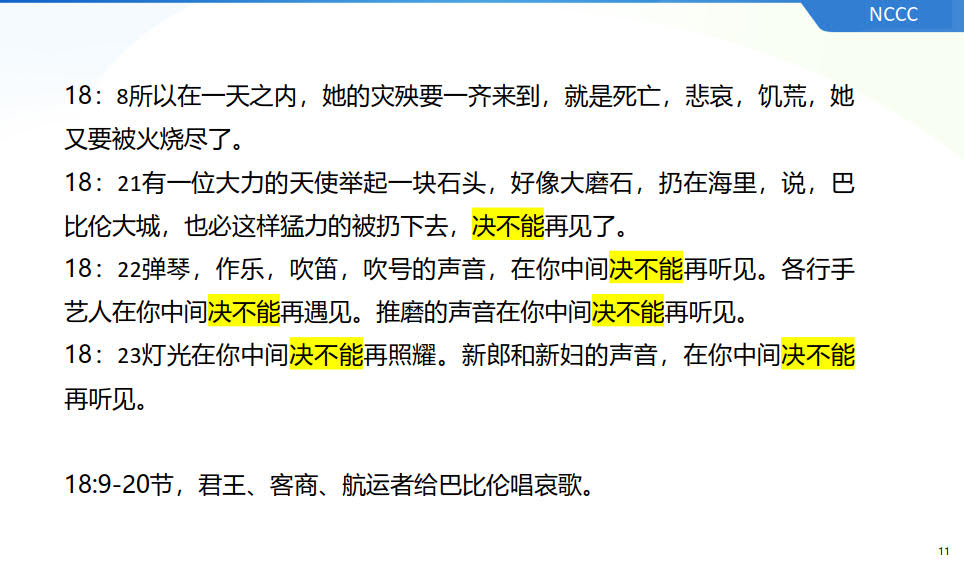 NCCC
18：8所以在一天之内，她的灾殃要一齐来到，就是死亡，悲哀，饥荒，她
又要被火烧尽了。
18：21有一位大力的天使举起一块石头，好像大磨石，扔在海里，说，巴
比伦大城，也必这样猛力的被扔下去，决不能再见了。
18：22弹琴，作乐，吹笛，吹号的声音，在你中间决不能再听见。各行手
艺人在你中间决不能再遇见。推磨的声音在你中间决不能再听见。
18：23灯光在你中间决不能再照耀。新郎和新妇的声音，在你中间决不能
再听见。
18:9-20节，君王、客商、航运者给巴比伦唱哀歌。
11